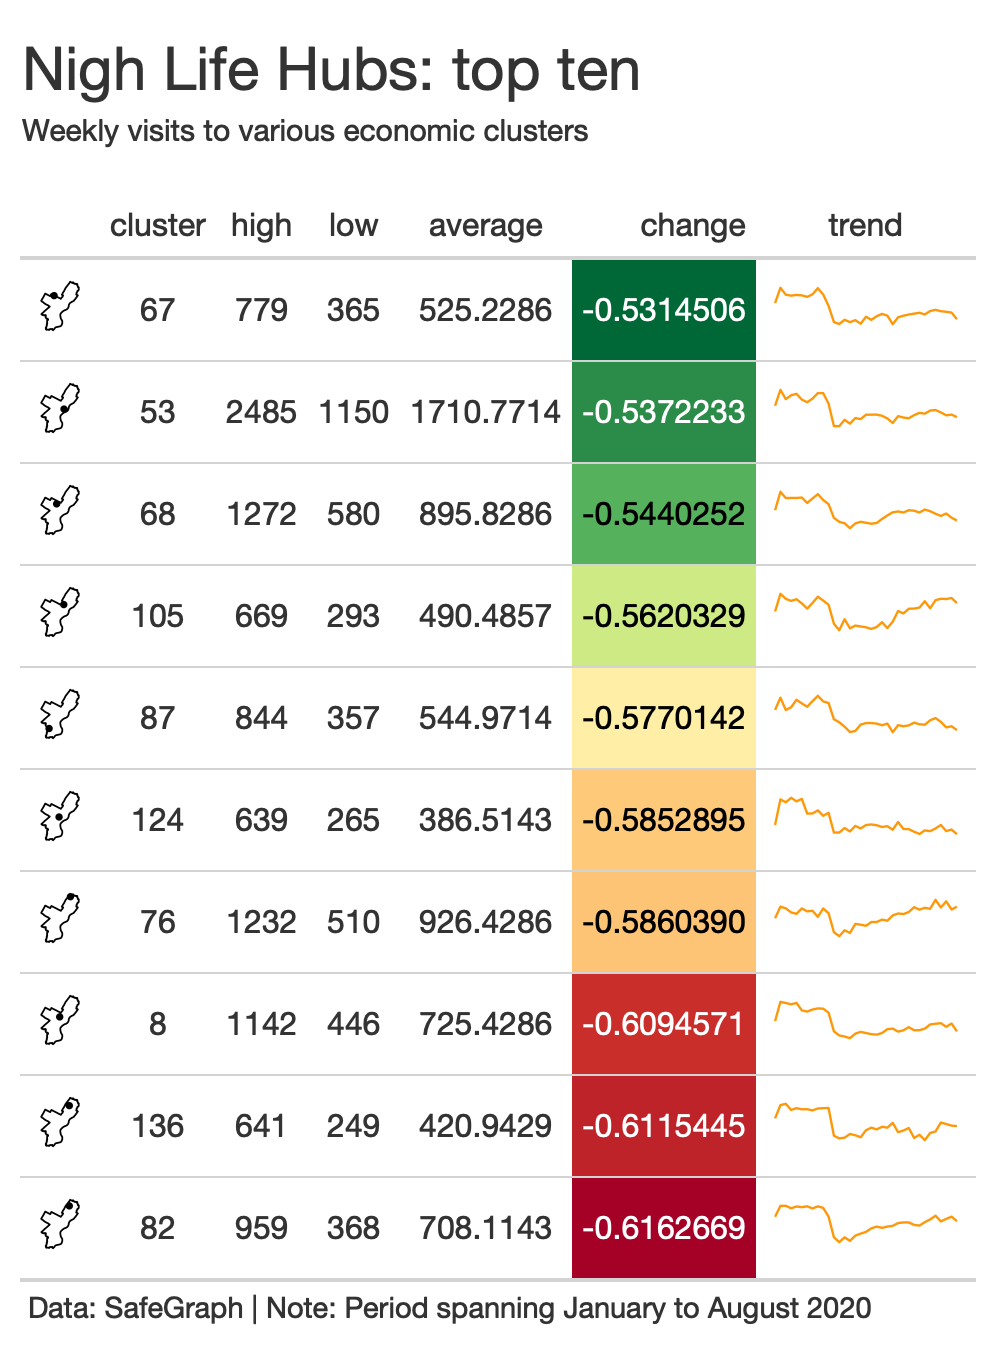 Nigh Life Hubs: top ten
Weekly visits to various economic clusters
cluster high low average change trend
67 779 365 525.2286 -0.5314506
53 2485 1150 1710.7714 -0.5372233
68 1272 580 895.8286 -0.5440252
105 669 293 490.4857 -0.5620329
87 844 357 544.9714 -0.5770142
124 639 265 386.5143 -0.5852895
76 1232 510 926.4286 -0.5860390
8 1142 446 725.4286 -0.6094571
136 641 249 420.9429 -0.6115445
82 959 368 708.1143 -0.6162669
Data: SafeGraph | Note: Period spanning January to August 2020